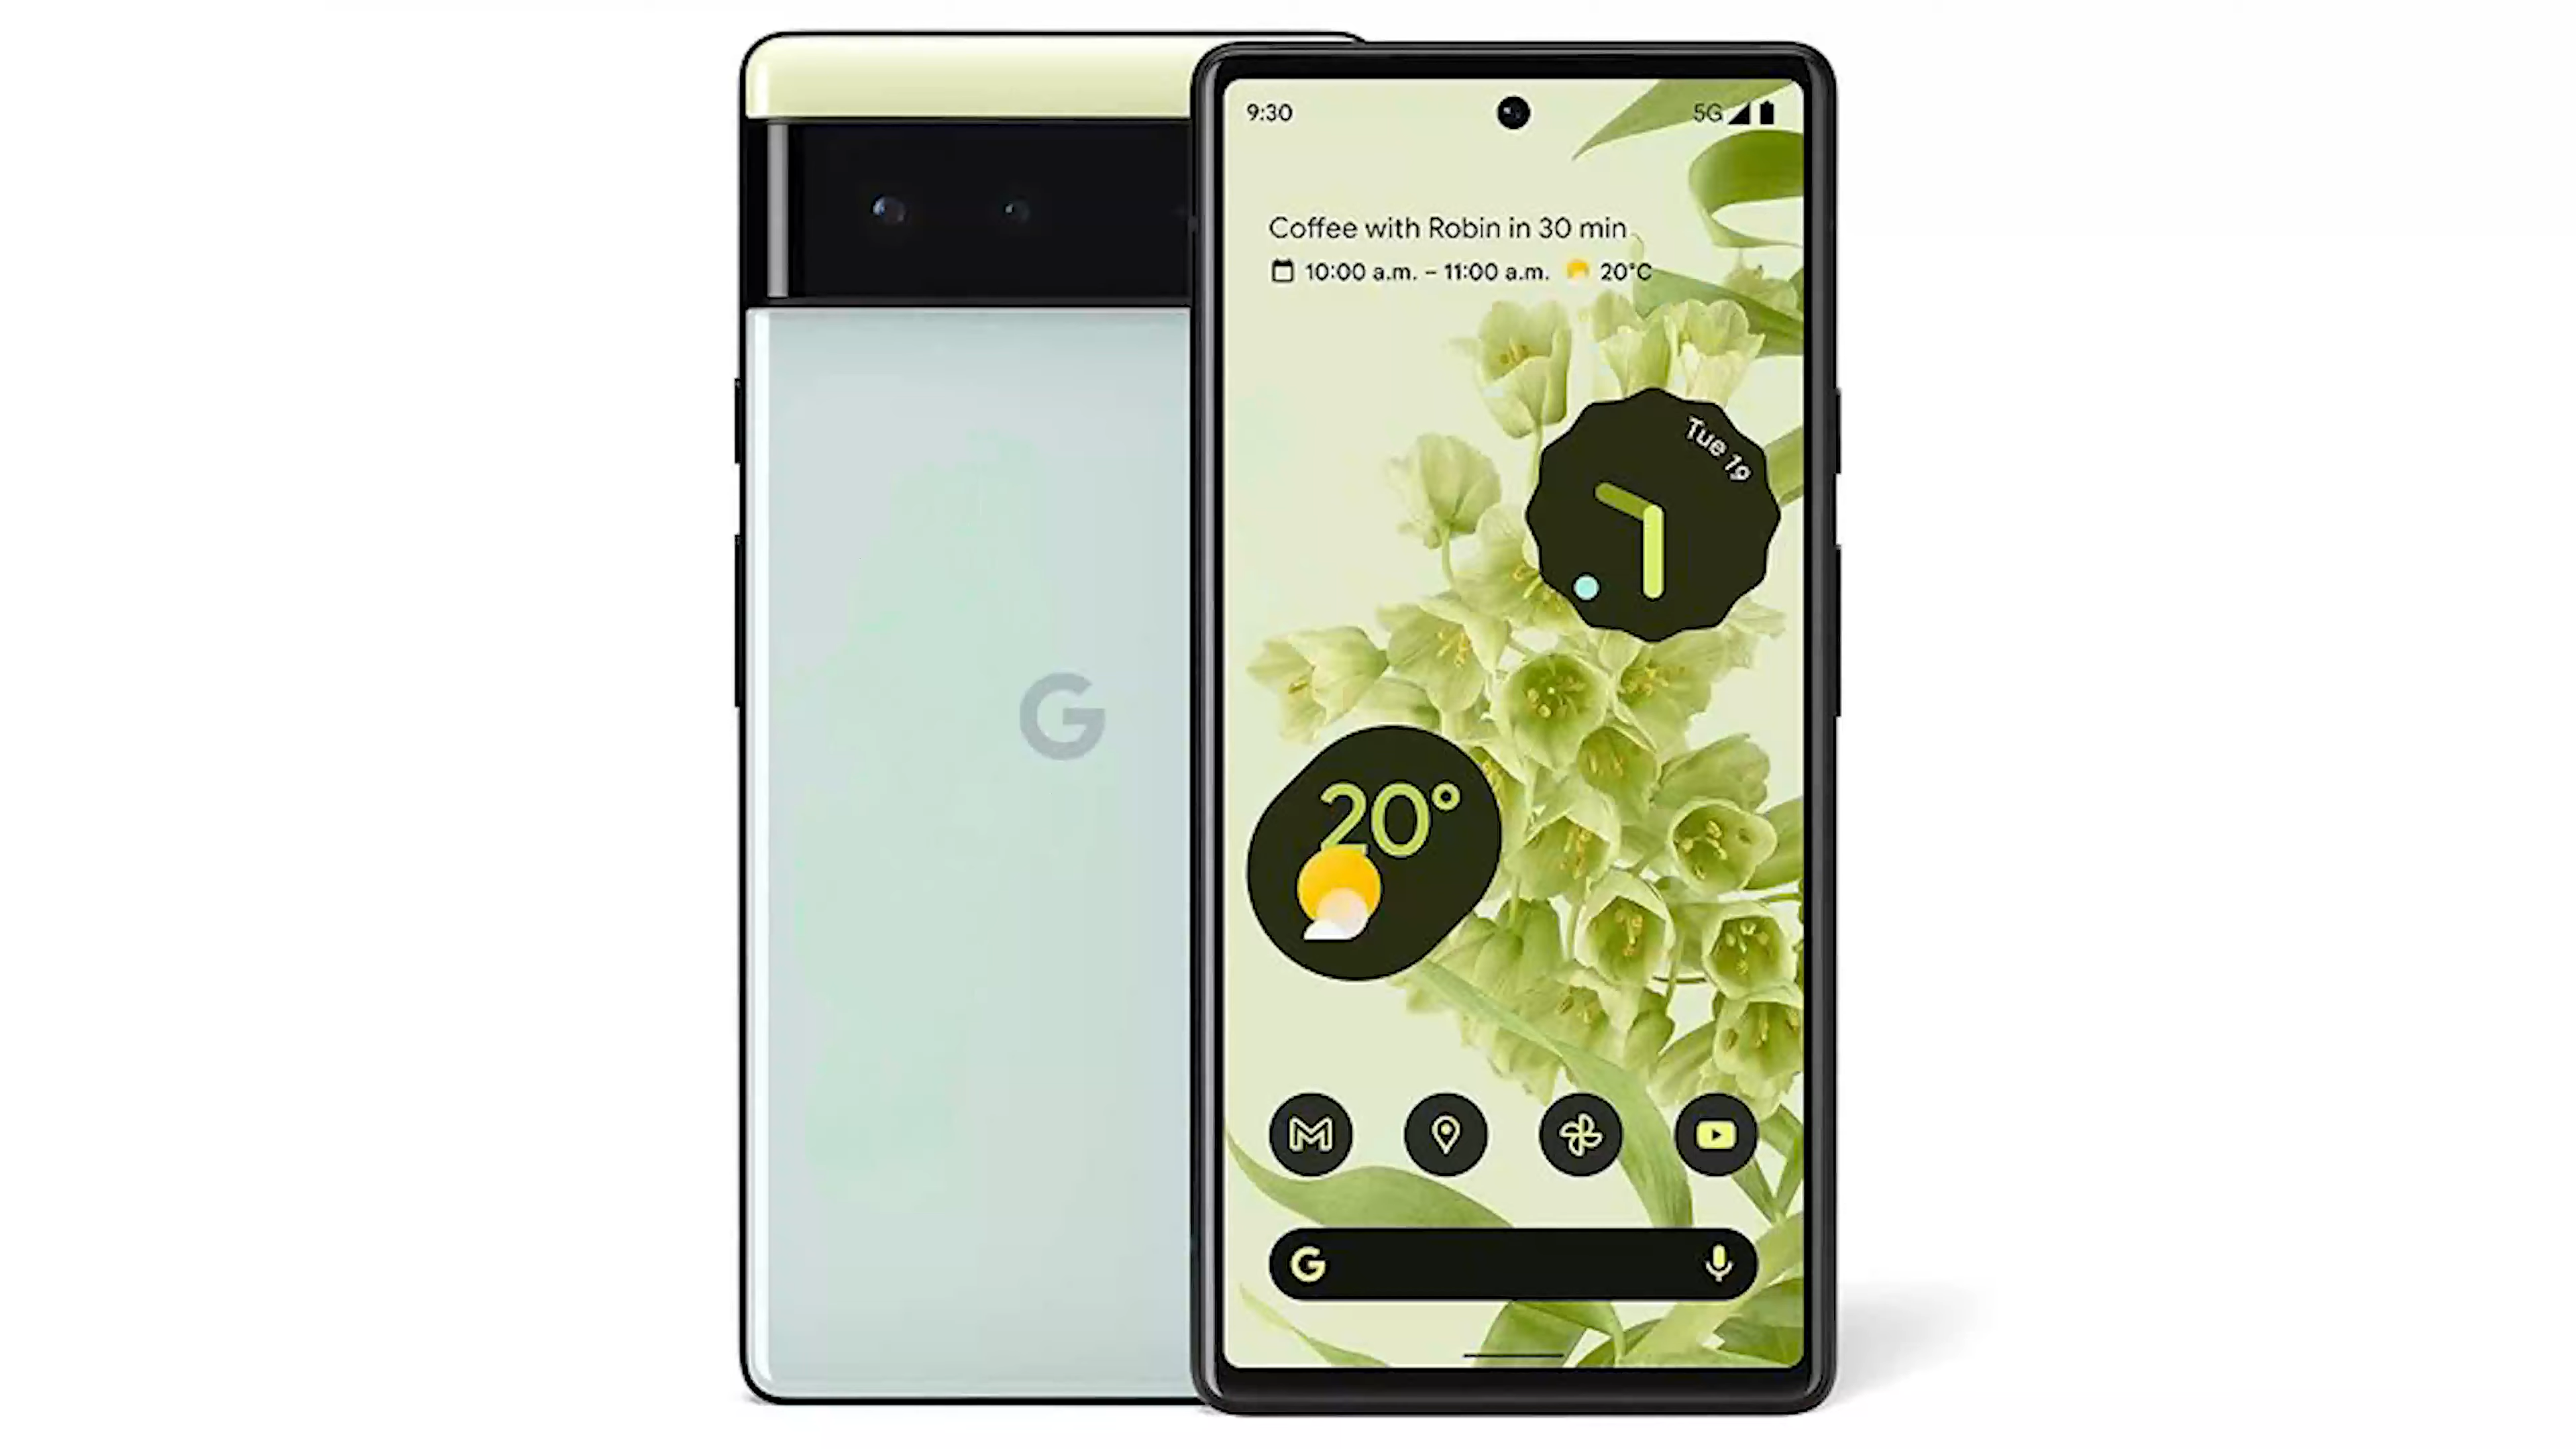 9:30
5G
Coffee with Robin in 30 min
10:00 a.m. – 11:00 a.m. 20°C
Tue 19
G
20°
G